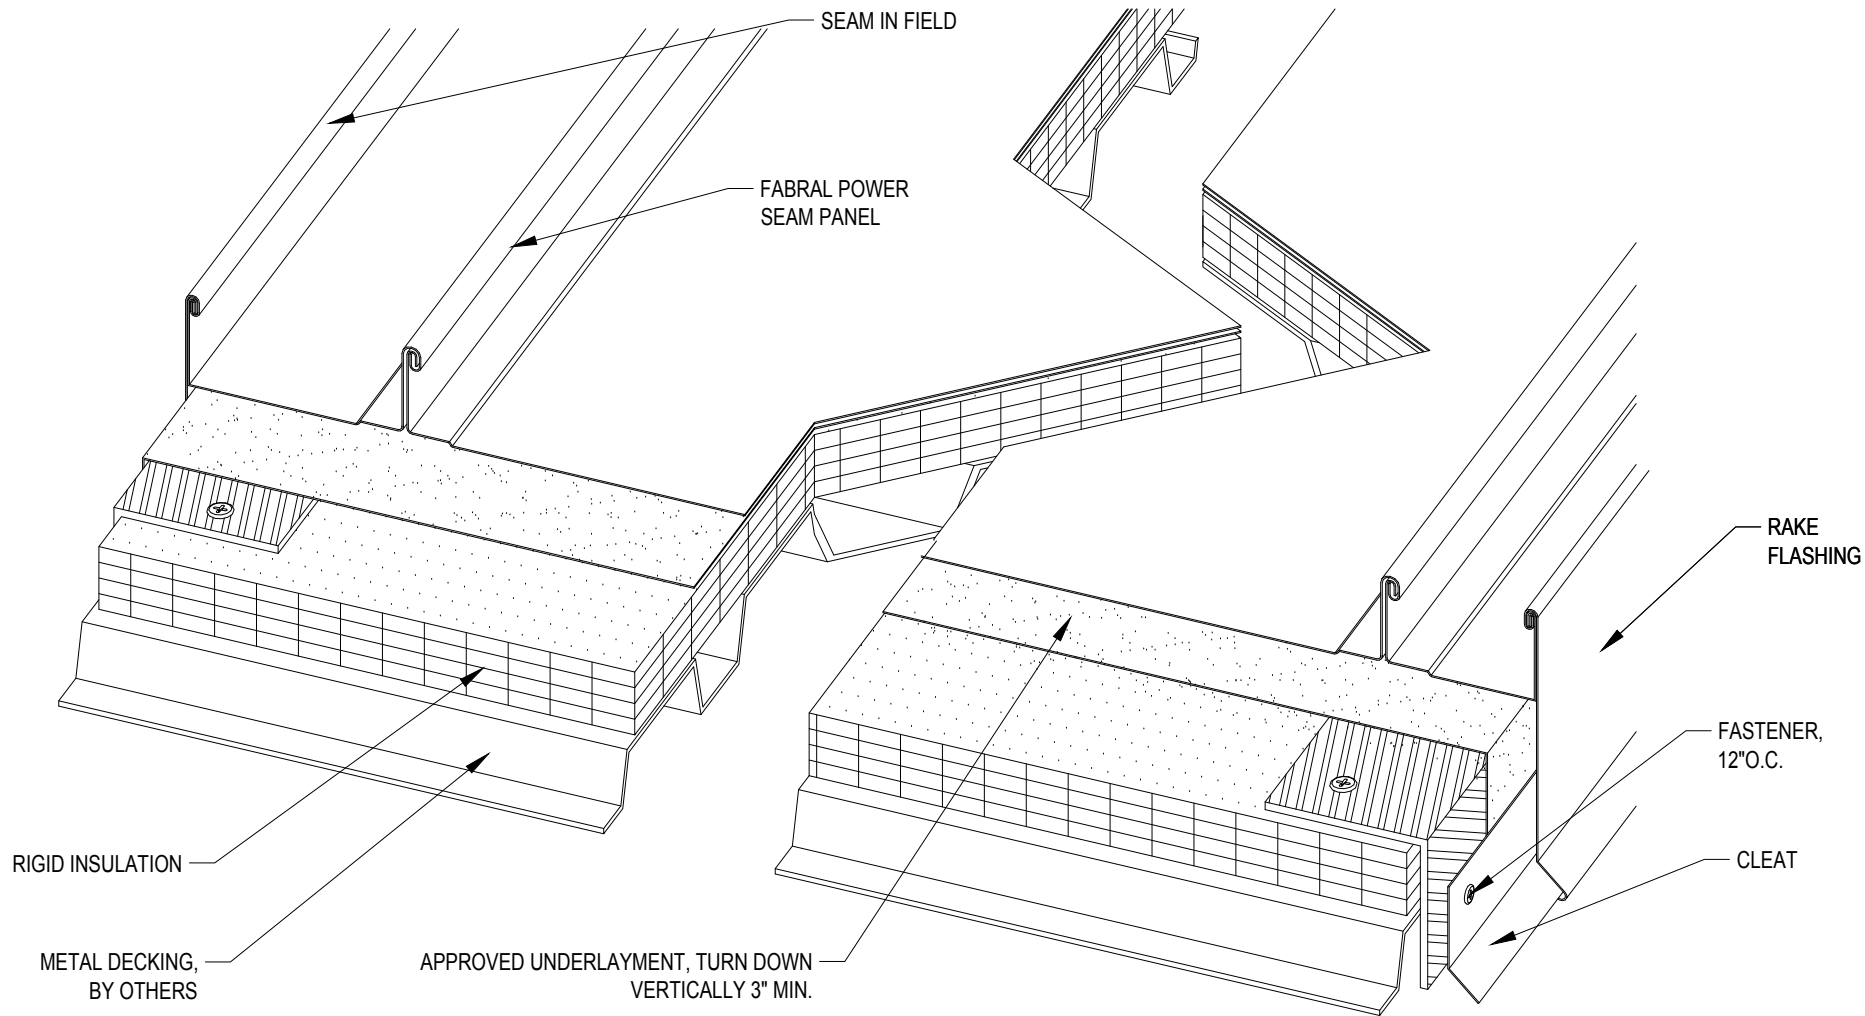 SEAM IN FIELD
FABRAL POWER
SEAM PANEL
RAKE
FLASHING
FASTENER,
12"O.C.
CLEAT
RIGID INSULATION
METAL DECKING,
BY OTHERS
APPROVED UNDERLAYMENT, TURN DOWN
VERTICALLY 3" MIN.